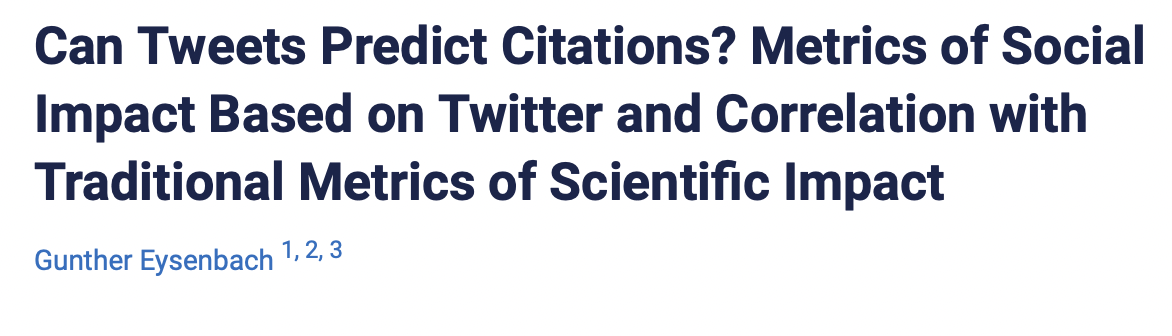 Can Tweets Predict Citations? Metrics of Social
Impact Based on Twitter and Correlation with
Traditional Metrics of Scientific Impact
Gunther Eysenbach 1, 2, 3